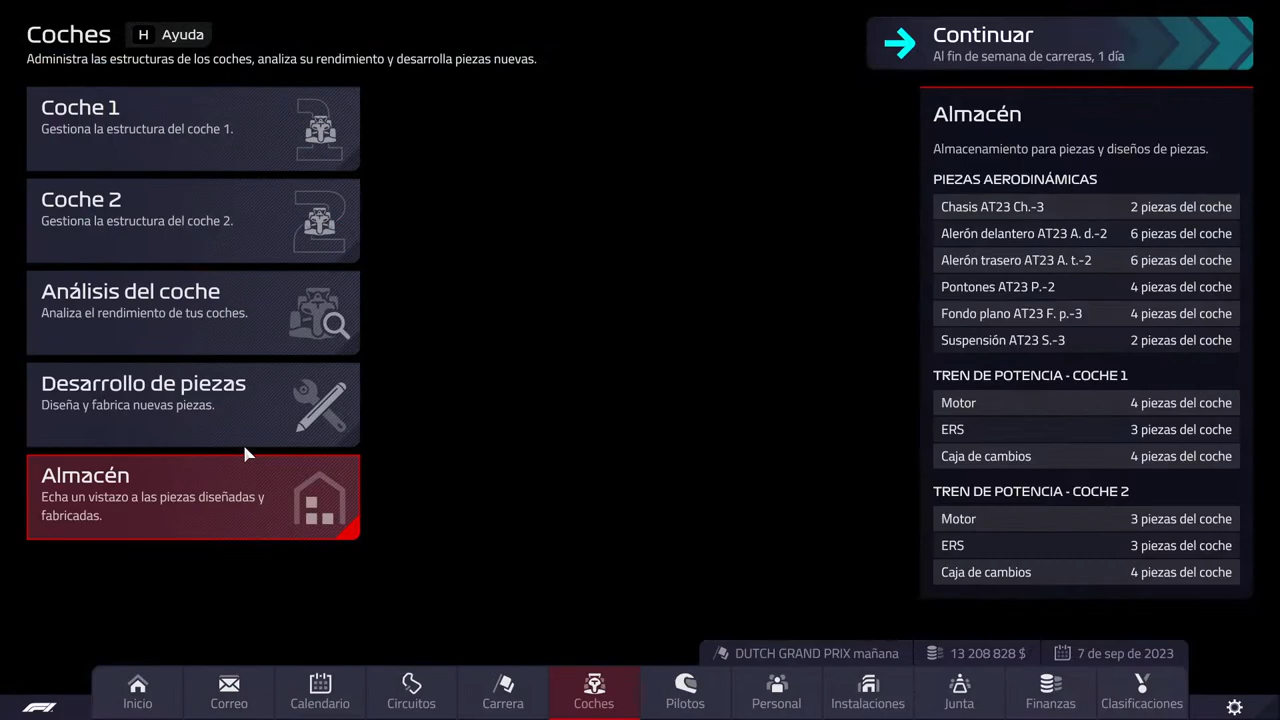 Coches
H Ayuda
Administra las estructuras de los coches, analiza su rendimiento y desarrolla piezas nuevas.
Continuar
Al fin de semana de carreras, 1 día
Coche 1
Gestiona la estructura del coche 1.
Coche 2
Gestiona la estructura del coche 2.
Análisis del coche
Analiza el rendimiento de tus coches.
Desarrollo de piezas
Diseña y fabrica nuevas piezas.
Almacén
Echa un vistazo a las piezas diseñadas y
fabricadas.
Almacén
Almacenamiento para piezas y diseños de piezas.
PIEZAS AERODINÁMICAS
Chasis AT23 Ch.-3 2 piezas del coche
Alerón delantero AT23 A. d.-2 6 piezas del coche
Alerón trasero AT23 A. t.-2 6 piezas del coche
Pontones AT23 P.-2 4 piezas del coche
Fondo plano AT23 F. p.-3 4 piezas del coche
Suspensión AT23 S.-3 2 piezas del coche
TREN DE POTENCIA - COCHE 1
Motor 4 piezas del coche
ERS 3 piezas del coche
Caja de cambios 4 piezas del coche
TREN DE POTENCIA - COCHE 2
Motor 3 piezas del coche
ERS 3 piezas del coche
Caja de cambios 4 piezas del coche
DUTCH GRAND PRIX mañana 13 208 828 $ 7 de sep de 2023
Inicio Correo Calendario Circuitos Carrera Coches Pilotos Personal Instalaciones Junta Finanzas Clasificaciones